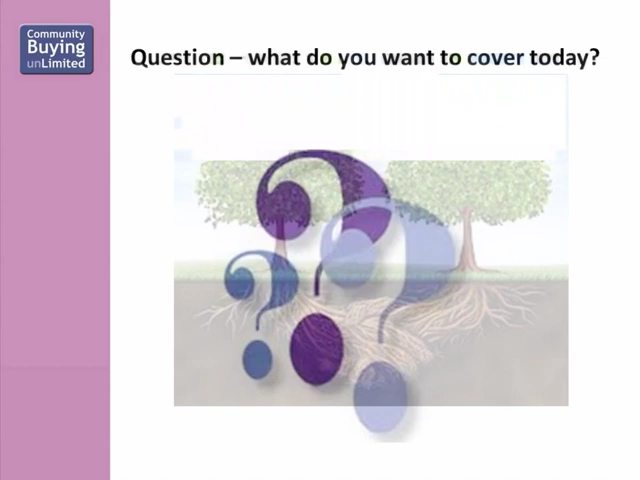 Community
Buying
unLimited
Question – what do you want to cover today?